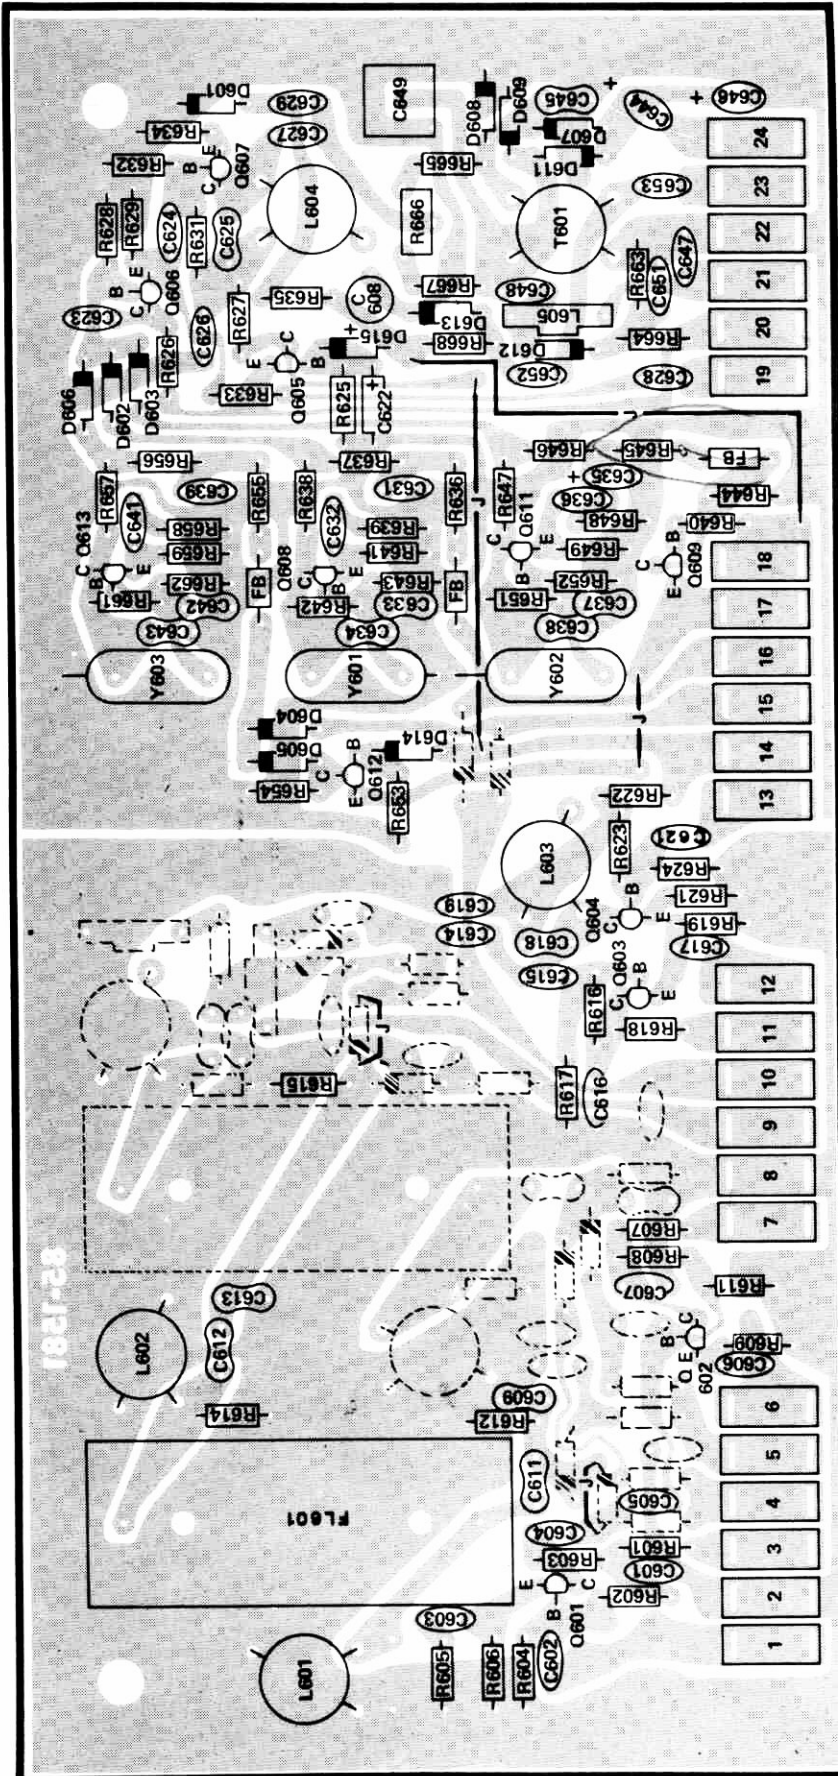 D601
C629
C627
R634
R632
B E C
Q607
C649
D608
D609
C645
+
C644
+
C646
Q607
D611
R665
24
L604
R666
T601
C653
23
R628
R629
C624
R631
C625
R663
C647
C651
22
B E C
Q606
C623
R635
C
608
R667
C648
21
C626
R627
R626
D613
R668
L605
D612
R664
20
D606
D602
D603
R633
E C B
Q605
+
D615
R625
+
C622
C652
C628
19
R656
R657
C639
R655
R638
R637
C631
R636
J
R647
R646
R645
FB
C635
+
C636
R644
Q613
C641
C B E
R658
R659
R662
R661
C642
C643
FB
Q608
C632
C B E
R639
R641
R643
R642
C633
C634
FB
Q611
C B E
R648
R649
R652
R651
C637
C638
R640
C B E
Q609
18
17
Y603
Y601
Y602
16
J
15
D604
D605
C B E
Q612
D614
R654
R653
14
13
R622
L603
R623
C621
R624
C619
C614
C618
C615
Q604
C B E
R621
R619
C617
Q603
C B E
R616
R618
12
11
J
R615
R617
C616
10
9
8
7
R607
R608
C607
R611
85-1581
L602
C613
C612
B C E
Q
602
R609
C606
R614
C609
R612
6
5
FL601
C611
J
C605
C604
4
R603
R601
C601
R602
3
E B C
Q601
2
C603
C602
L601
R605
R606
R604
1